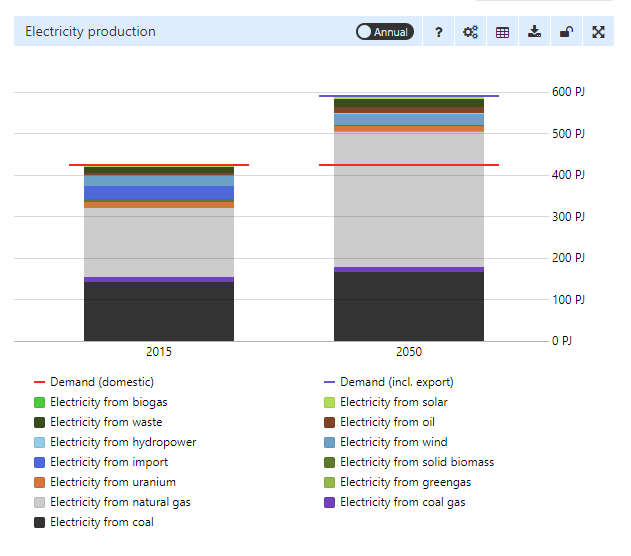 Electricity production
Annual
?
600 PJ
500 PJ
400 PJ
300 PJ
200 PJ
100 PJ
0 PJ
2015 2050
Demand (domestic) Demand (incl. export)
Electricity from biogas Electricity from solar
Electricity from waste Electricity from oil
Electricity from hydropower Electricity from wind
Electricity from import Electricity from solid biomass
Electricity from uranium Electricity from greengas
Electricity from natural gas Electricity from coal gas
Electricity from coal